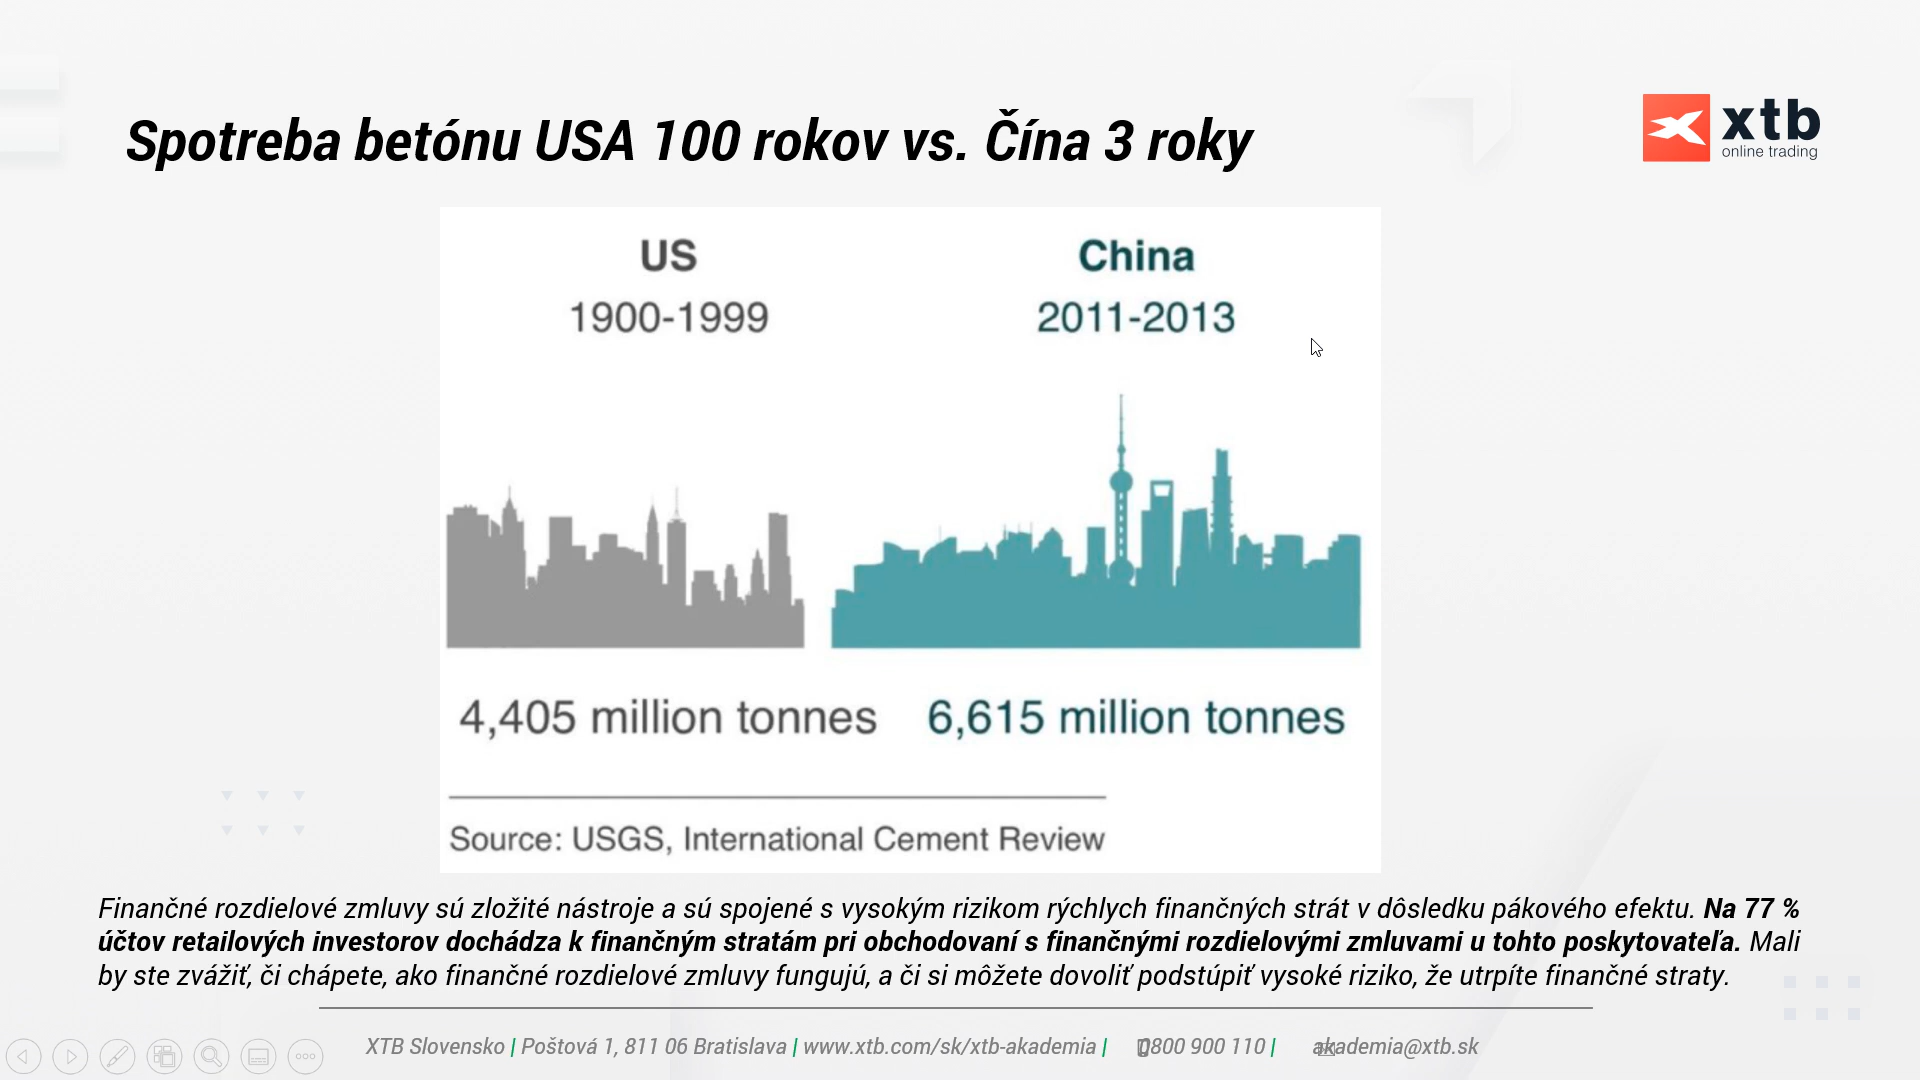 Spotreba betónu USA 100 rokov vs. Čína 3 roky
xtb
online trading
US
China
1900-1999
2011-2013
4,405 million tonnes
6,615 million tonnes
Source: USGS, International Cement Review
Finančné rozdielové zmluvy sú zložité nástroje a sú spojené s vysokým rizikom rýchlych finančných strát v dôsledku pákového efektu. Na 77 %
účtov retailových investorov dochádza k finančným stratám pri obchodovaní s finančnými rozdielovými zmluvami u tohto poskytovateľa. Mali
by ste zvážiť, či chápete, ako finančné rozdielové zmluvy fungujú, a či si môžete dovoliť podstúpiť vysoké riziko, že utrpíte finančné straty.
XTB Slovensko | Poštová 1, 811 06 Bratislava | www.xtb.com/sk/xtb-akademia | 0800 900 110 | akademia@xtb.sk